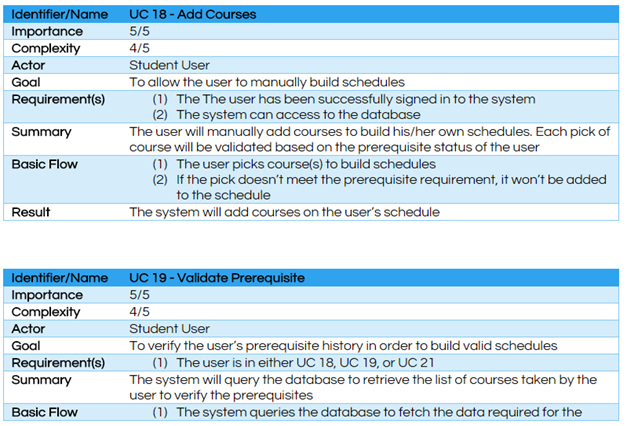 Identifier/Name UC 18 - Add Courses
Importance 5/5
Complexity 4/5
Actor Student User
Goal To allow the user to manually build schedules
Requirement(s) (1) The The user has been successfully signed in to the system
(2) The system can access to the database
Summary The user will manually add courses to build his/her own schedules. Each pick of
course will be validated based on the prerequisite status of the user
Basic Flow (1) The user picks course(s) to build schedules
(2) If the pick doesn't meet the prerequisite requirement, it won't be added
to the schedule
Result The system will add courses on the user's schedule
Identifier/Name UC 19 - Validate Prerequisite
Importance 5/5
Complexity 4/5
Actor Student User
Goal To verify the user's prerequisite history in order to build valid schedules
Requirement(s) (1) The user is in either UC 18, UC 19, or UC 21
Summary The system will query the database to retrieve the list of courses taken by the
user to verify the prerequisites
Basic Flow (1) The system queries the database to fetch the data required for the